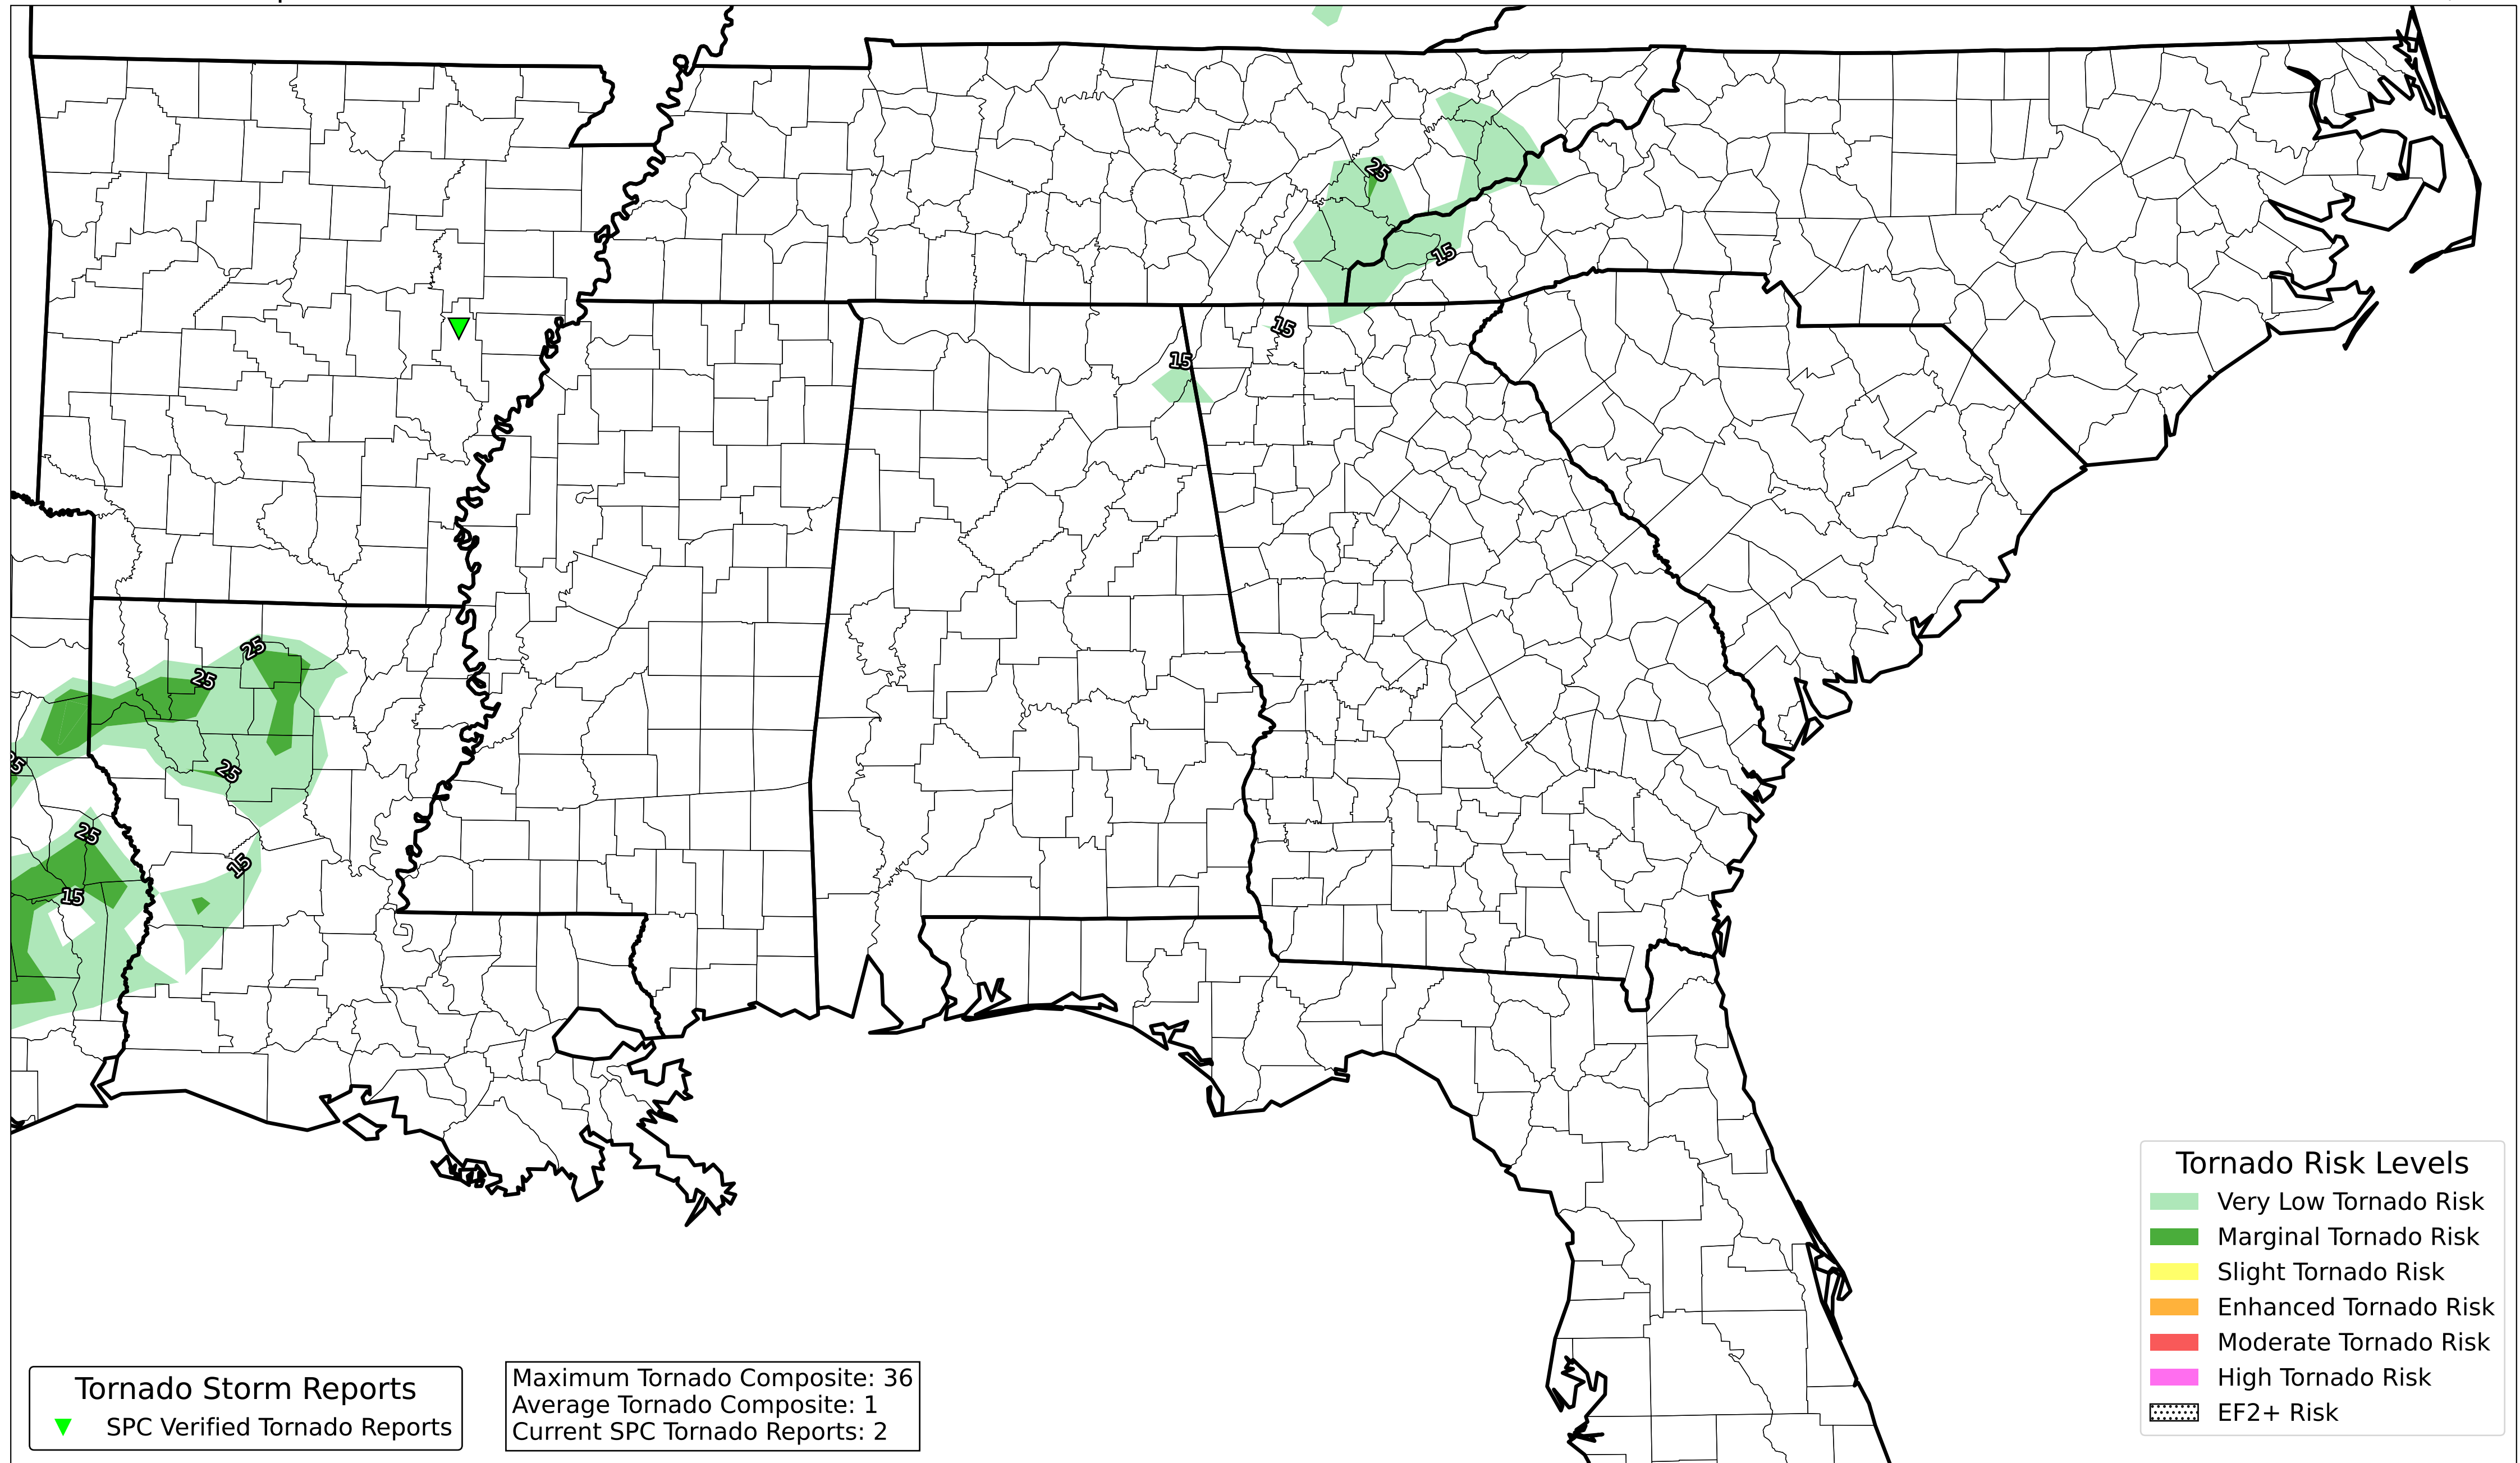 25
15
15
15
25
25
25
25
15
15
Tornado Risk Levels
Very Low Tornado Risk
Marginal Tornado Risk
Slight Tornado Risk
Enhanced Tornado Risk
Moderate Tornado Risk
High Tornado Risk
EF2+ Risk
Tornado Storm Reports
SPC Verified Tornado Reports
Maximum Tornado Composite: 36
Average Tornado Composite: 1
Current SPC Tornado Reports: 2